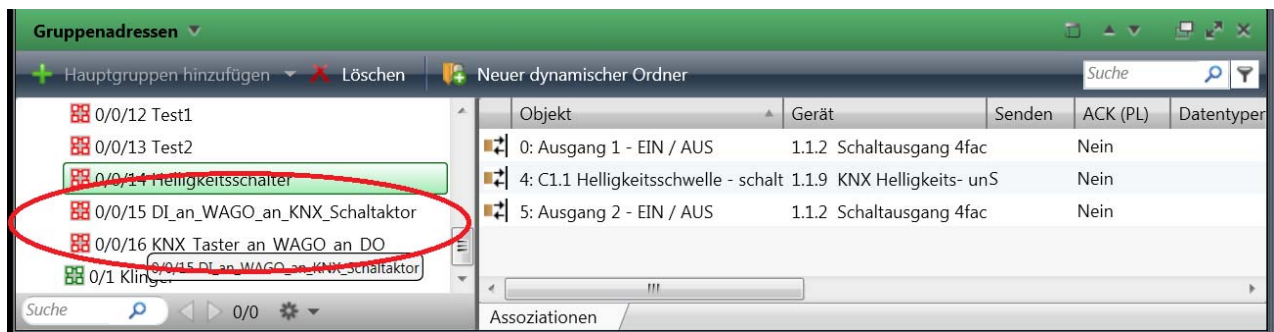 Gruppenadressen
Hauptgruppen hinzufügen Löschen Neuer dynamischer Ordner Suche
0/0/12 Test1
0/0/13 Test2
0/0/14 Helligkeitsschalter
0/0/15 DI_an_WAGO_an_KNX_Schaltaktor
0/0/16 KNX_Taster_an_WAGO_an_DO
0/0/15 DI_an_WAGO_an_KNX_Schaltaktor
0/1
Suche 0/0
Objekt Gerät Senden ACK (PL) Datentyper
0: Ausgang 1 - EIN / AUS 1.1.2 Schaltausgang 4fac Nein
4: C1.1 Helligkeitsschwelle - schalt 1.1.9 KNX Helligkeits- un S Nein
5: Ausgang 2 - EIN / AUS 1.1.2 Schaltausgang 4fac Nein
Assoziationen